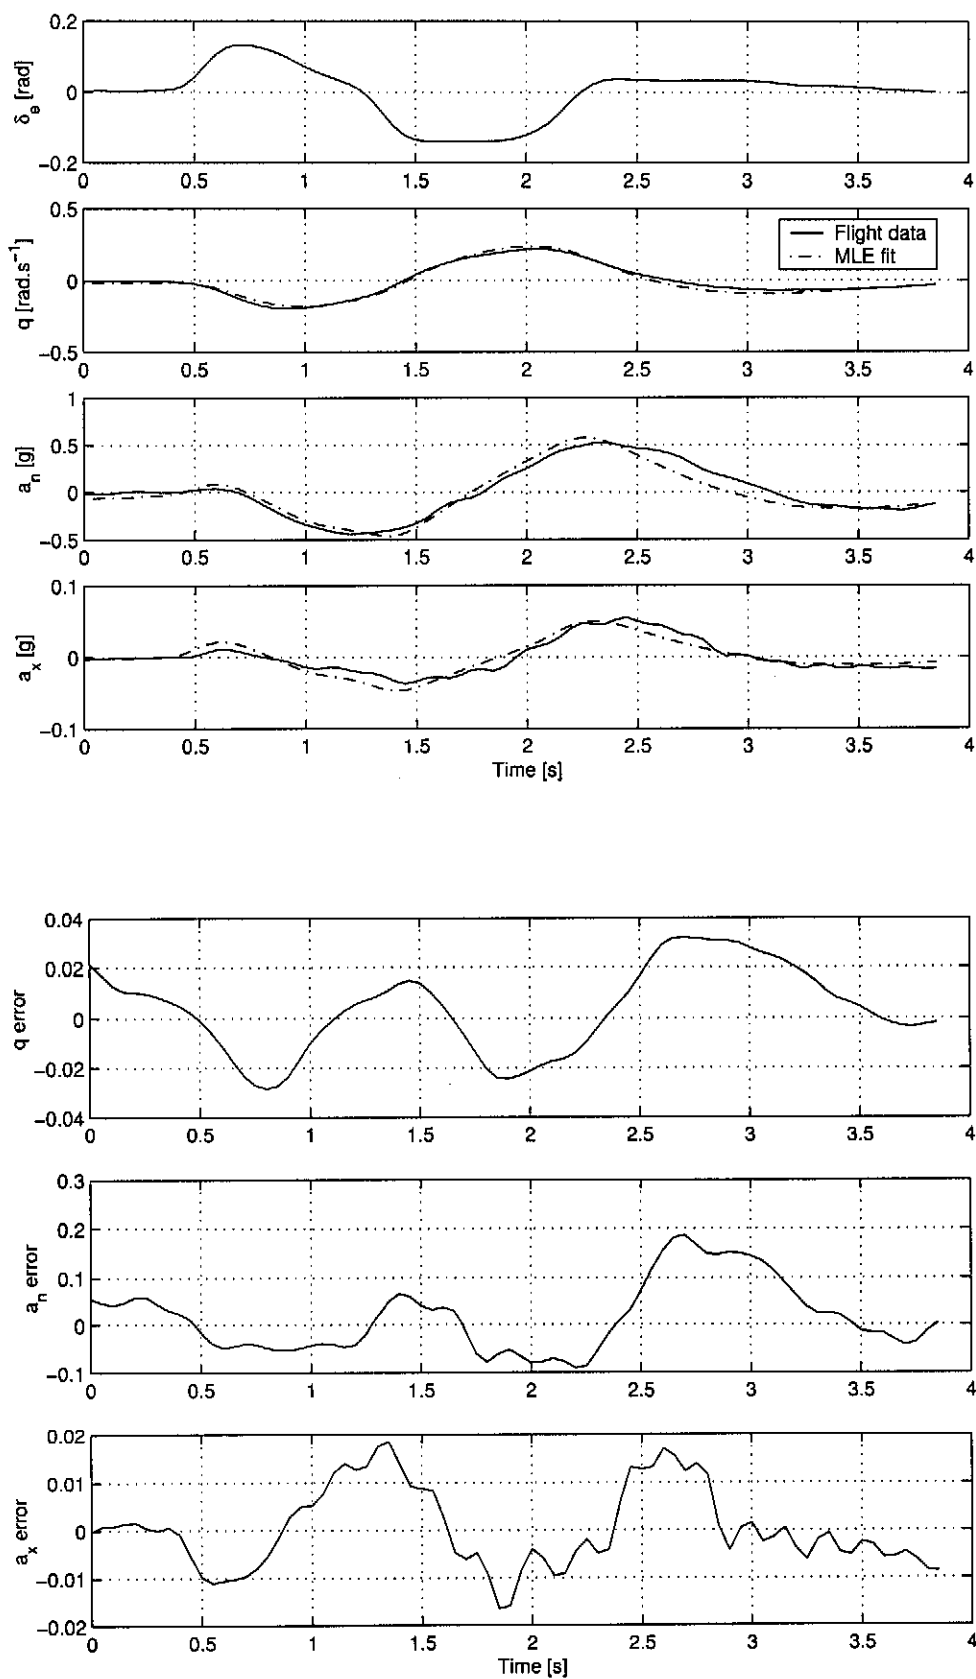 0.2
0
−0.2
δ_e [rad]
0 0.5 1 1.5 2 2.5 3 3.5 4
0.5
0
−0.5
q [rad.s⁻¹]
Flight data
MLE fit
0 0.5 1 1.5 2 2.5 3 3.5 4
1
0.5
0
−0.5
a_n [g]
0 0.5 1 1.5 2 2.5 3 3.5 4
0.1
0
−0.1
a_x [g]
0 0.5 1 1.5 2 2.5 3 3.5 4
Time [s]
0.04
0.02
0
−0.02
−0.04
q error
0 0.5 1 1.5 2 2.5 3 3.5 4
0.3
0.2
0.1
0
−0.1
a_n error
0 0.5 1 1.5 2 2.5 3 3.5 4
0.02
0.01
0
−0.01
−0.02
a_x error
0 0.5 1 1.5 2 2.5 3 3.5 4
Time [s]